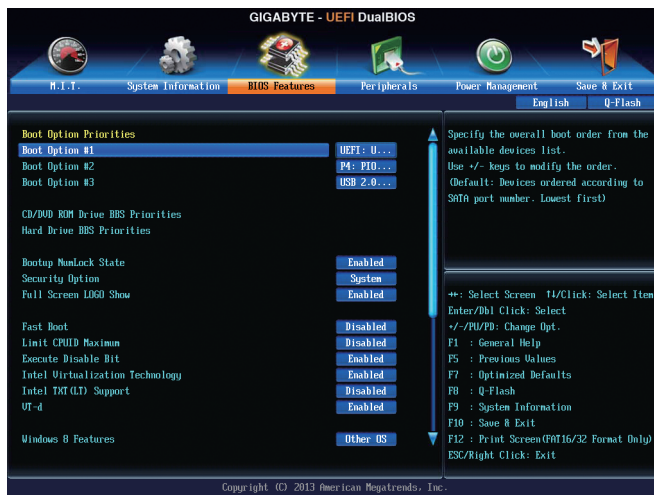 GIGABYTE - UEFI DualBIOS
M.I.T.
System Information
BIOS Features
Peripherals
Power Management
Save & Exit
English
Q-Flash
Boot Option Priorities
Boot Option #1 UEFI: U...
Boot Option #2 P4: PIO...
Boot Option #3 USB 2.0...
CD/DVD ROM Drive BBS Priorities
Hard Drive BBS Priorities
Bootup NumLock State Enabled
Security Option System
Full Screen LOGO Show Enabled
Fast Boot Disabled
Limit CPUID Maximum Disabled
Execute Disable Bit Enabled
Intel Virtualization Technology Enabled
Intel TXT(LT) Support Disabled
VT-d Enabled
Windows 8 Features Other OS
Specify the overall boot order from the
available devices list.
Use +/- keys to modify the order.
(Default: Devices ordered according to
SATA port number. Lowest first)
→←: Select Screen ↑↓/Click: Select Item
Enter/Dbl Click: Select
+/-/PU/PD: Change Opt.
F1 : General Help
F5 : Previous Values
F7 : Optimized Defaults
F8 : Q-Flash
F9 : System Information
F10 : Save & Exit
F12 : Print Screen(FAT16/32 Format Only)
ESC/Right Click: Exit
Copyright (C) 2013 American Megatrends, Inc.